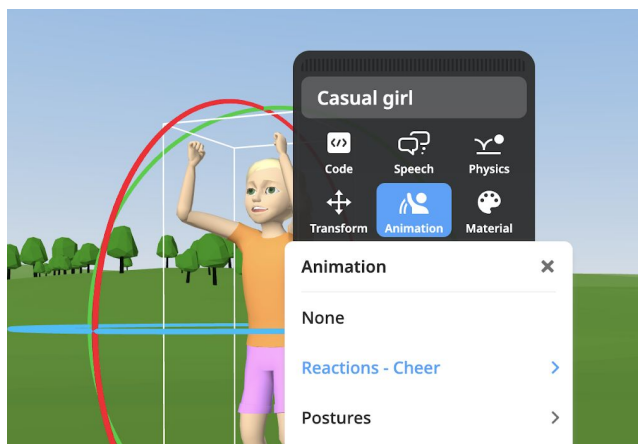 Casual girl
Code Speech Physics
Transform Animation Material
Animation
None
Reactions - Cheer
Postures